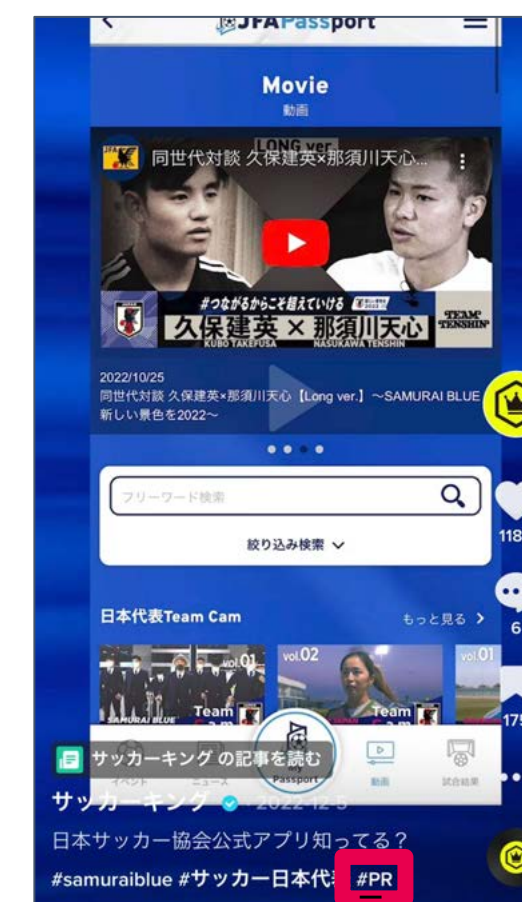 JFAPassport
Movie
動画
LONG ver.
同世代対談 久保建英×那須川天心...
#つながるからこそ超えていける
久保建英 × 那須川天心
KUBO TAKEFUSA
NASUKAWA TENSHIN
TEAM
TENSHIN
JAPAN
2022/10/25
同世代対談 久保建英×那須川天心【Long ver.】～SAMURAI BLUE
新しい景色を2022～
フリーワード検索
絞り込み検索
118
6
日本代表Team Cam
もっと見る
vol.01
vol.02
vol.01
Team
Team
SAMURAI BLUE
175
サッカーキング の記事を読む
イベント
ニュース
My
Passport
動画
試合結果
サッカーキング
2022-12-5
日本サッカー協会公式アプリ知ってる？
#samuraiblue #サッカー日本代 #PR